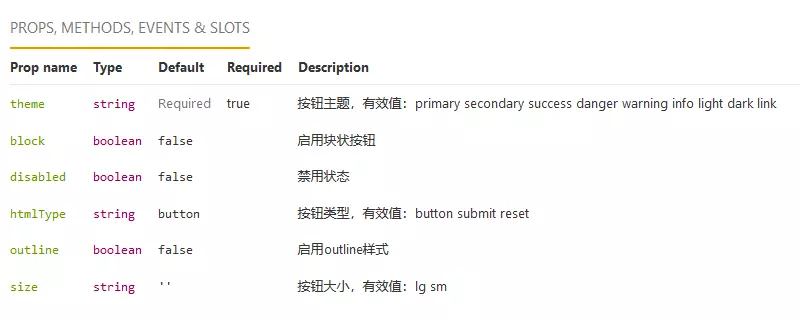 PROPS, METHODS, EVENTS & SLOTS
Prop name Type Default Required Description
theme string Required true 按钮主题，有效值：primary secondary success danger warning info light dark link
block boolean false 启用块状按钮
disabled boolean false 禁用状态
htmlType string button 按钮类型，有效值：button submit reset
outline boolean false 启用outline样式
size string '' 按钮大小，有效值：lg sm